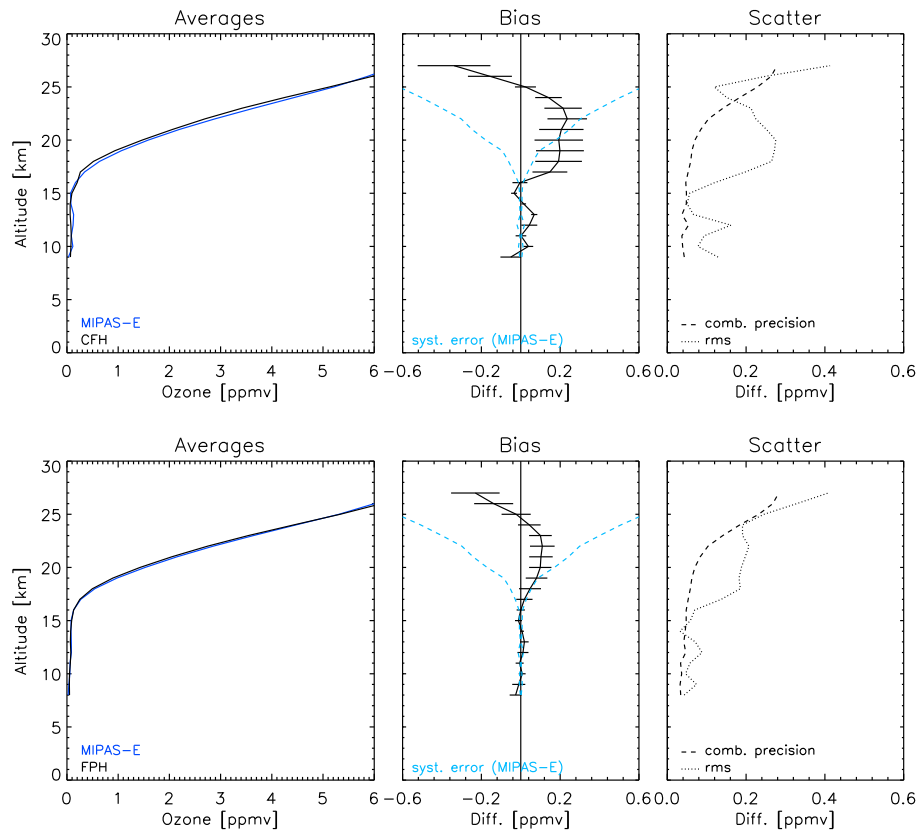 Averages
Bias
Scatter
30
25
20
15
10
5
0
Altitude [km]
MIPAS-E
CFH
syst. error (MIPAS-E)
comb. precision
rms
0 1 2 3 4 5 6
-0.6 -0.2 0.2 0.6
0.0 0.2 0.4 0.6
Ozone [ppmv]
Diff. [ppmv]
Diff. [ppmv]
Averages
Bias
Scatter
30
25
20
15
10
5
0
Altitude [km]
MIPAS-E
FPH
syst. error (MIPAS-E)
comb. precision
rms
0 1 2 3 4 5 6
-0.6 -0.2 0.2 0.6
0.0 0.2 0.4 0.6
Ozone [ppmv]
Diff. [ppmv]
Diff. [ppmv]